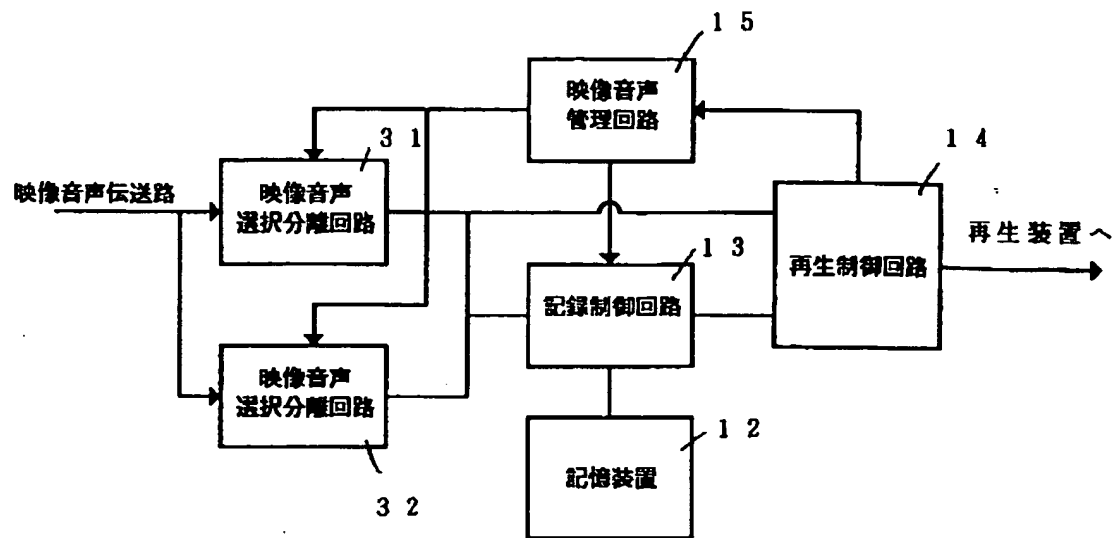 15
映像音声
管理回路
31
14
映像音声伝送路
映像音声
選択分離回路
再生装置へ
13
再生制御回路
記録制御回路
映像音声
選択分離回路
12
記憶装置
32